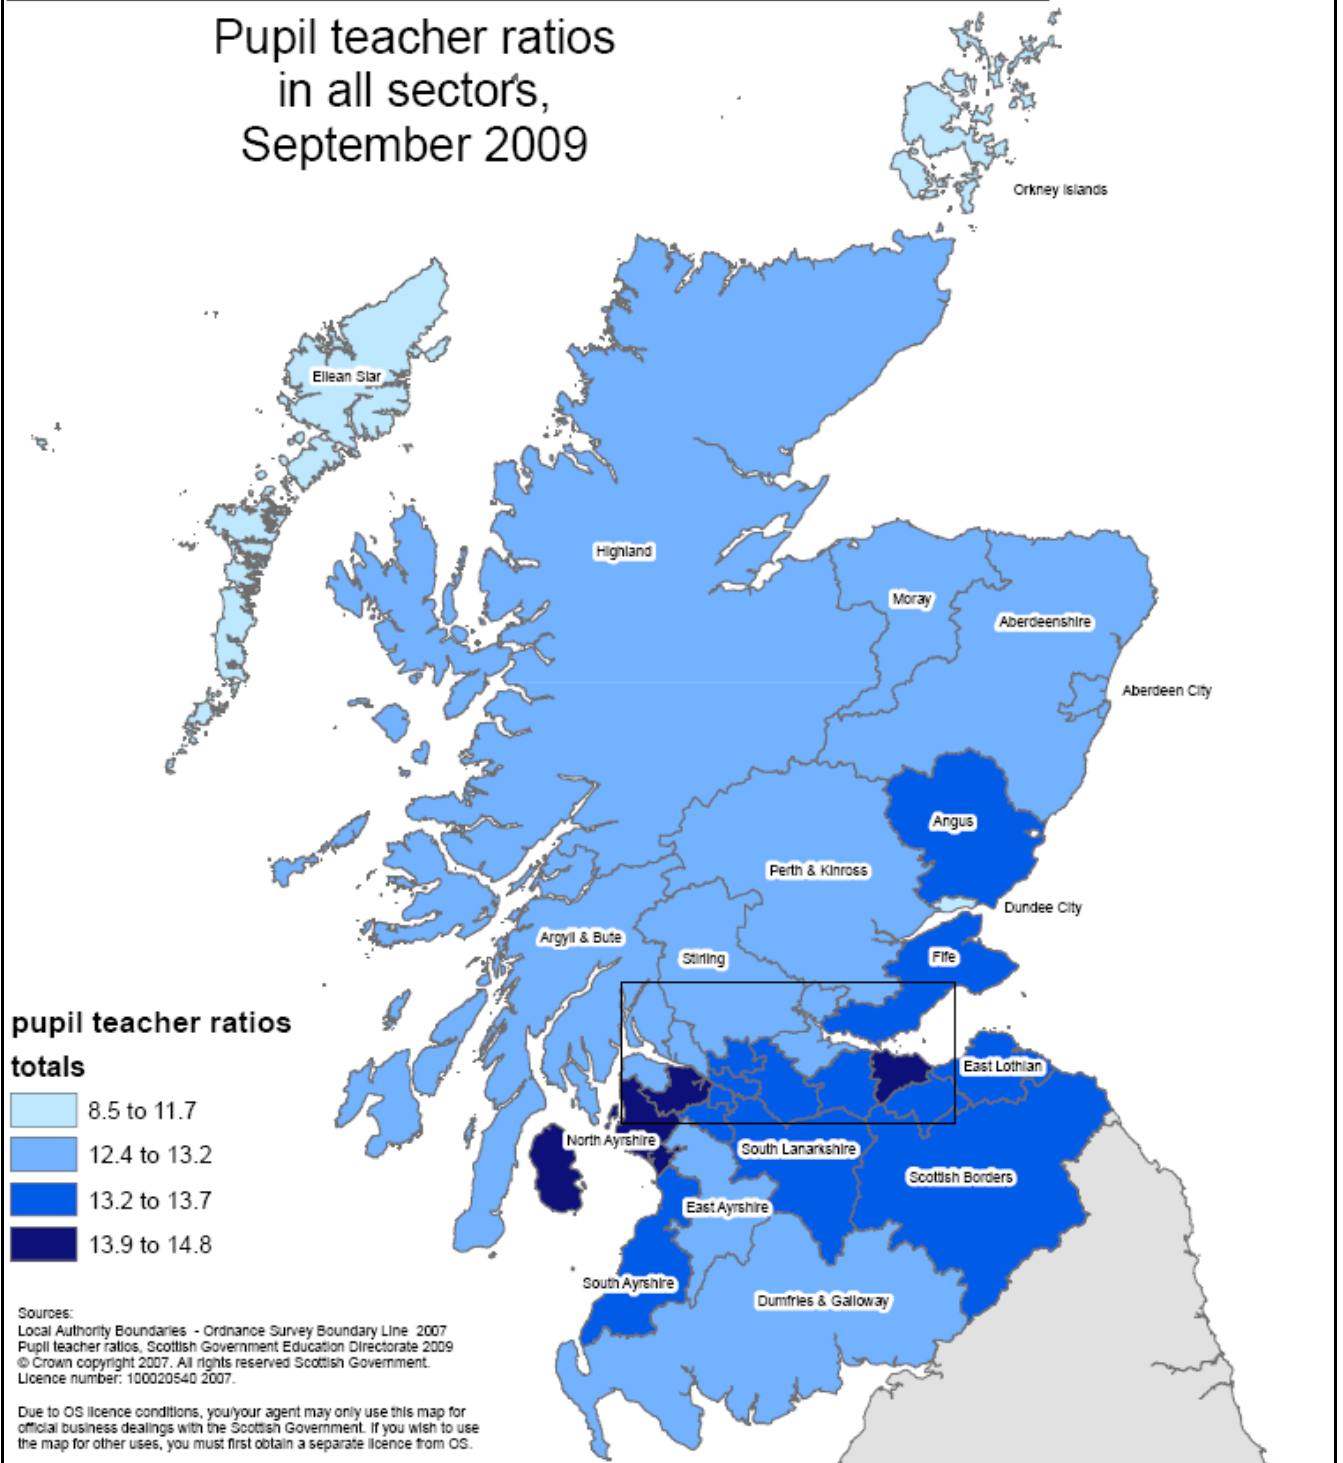 Pupil teacher ratios
in all sectors,
September 2009
Orkney Islands
Eilean Siar
Highland
Moray
Aberdeenshire
Aberdeen City
Angus
Perth & Kinross
Dundee City
Argyll & Bute
Stirling
Fife
pupil teacher ratios
totals
8.5 to 11.7
12.4 to 13.2
13.2 to 13.7
13.9 to 14.8
East Lothian
North Ayrshire
South Lanarkshire
Scottish Borders
East Ayrshire
South Ayrshire
Dumfries & Galloway
Sources:
Local Authority Boundaries - Ordnance Survey Boundary Line 2007
Pupil teacher ratios, Scottish Government Education Directorate 2009
© Crown copyright 2007. All rights reserved Scottish Government.
Licence number: 100020540 2007.
Due to OS licence conditions, you/your agent may only use this map for
official business dealings with the Scottish Government. If you wish to use
the map for other uses, you must first obtain a separate licence from OS.